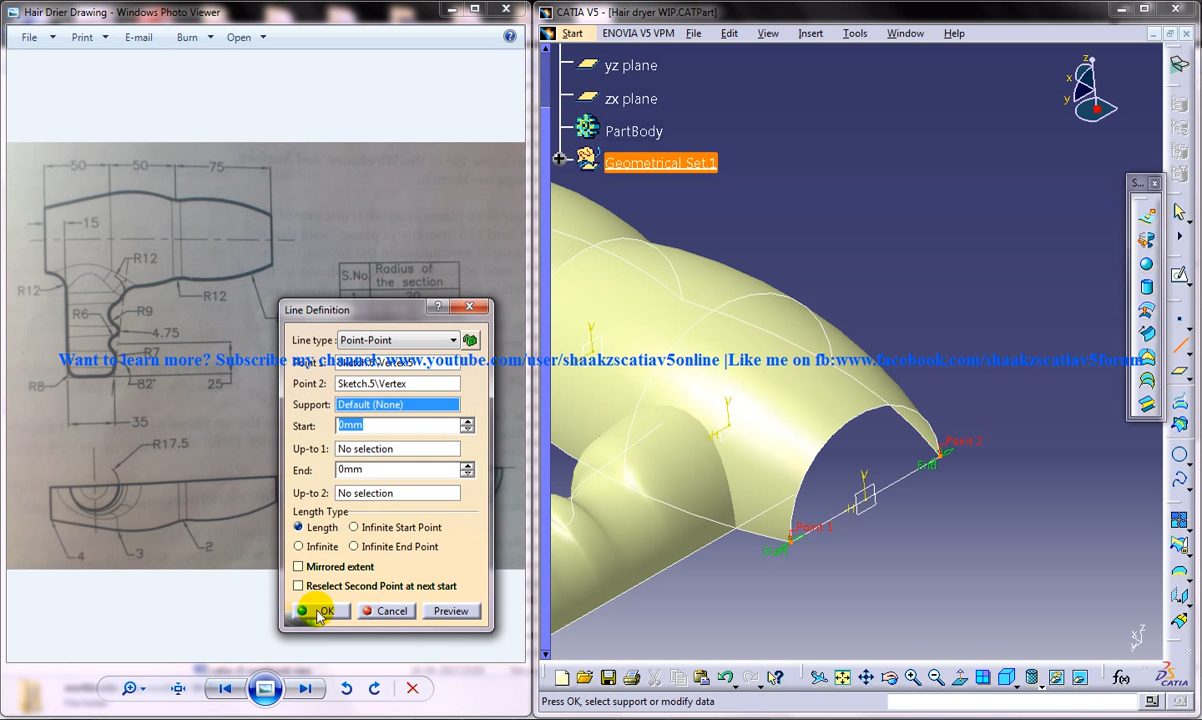 Hair Drier Drawing - Windows Photo Viewer
File Print E-mail Burn Open
50 50 75
15
R12
R12
S.No Radius of
the section
R9
R12
R6
4.75
R7
R8
82°
25
35
R17.5
4 3 2
Line Definition
Line type : Point-Point
Point 2: Sketch.5\Vertex
Support: Default (None)
Start: 0mm
Up-to 1: No selection
End: 0mm
Up-to 2: No selection
Length Type
Length Infinite Start Point
Infinite Infinite End Point
Mirrored extent
Reselect Second Point at next start
OK Cancel Preview
Want to learn more? Subscribe my channel: www.youtube.com/user/shaakzscatiav5online |Like me on fb:www.facebook.com/shaakzscatiav5forum
CATIA V5 - [Hair dryer WIP.CATPart]
Start ENOVIA V5 VPM File Edit View Insert Tools Window Help
yz plane
zx plane
PartBody
Geometrical Set.1
z
x
y
S...
Y
Y
H
Y
H
Point 2
End
Point 1
Start
f(x)
CATIA
Press OK, select support or modify data